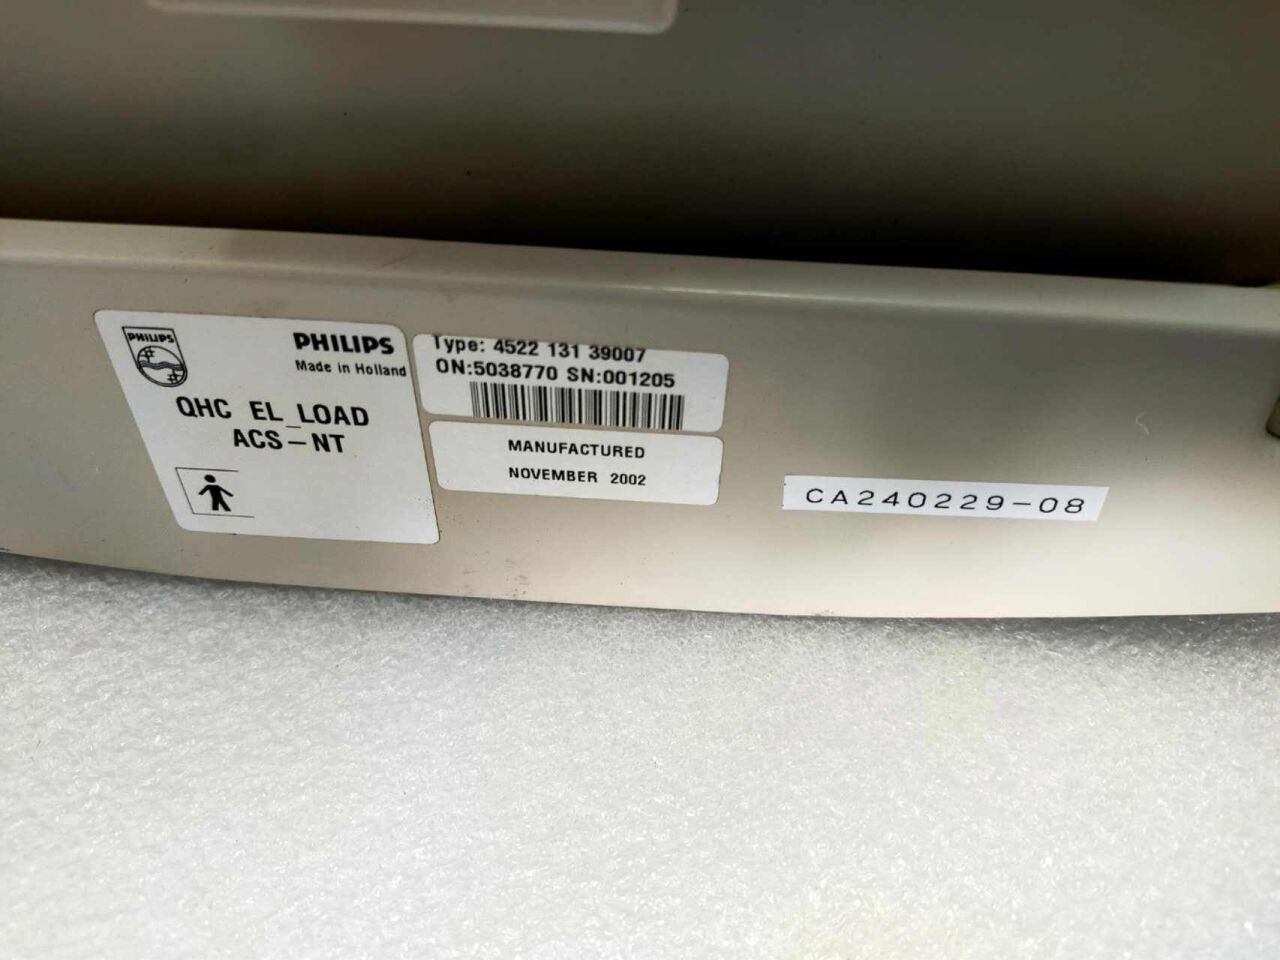 PHILIPS
PHILIPS
Made in Holland
QHC EL_LOAD
ACS-NT
Type: 4522 131 39007
ON:5038770 SN:001205
MANUFACTURED
NOVEMBER 2002
CA240229-08